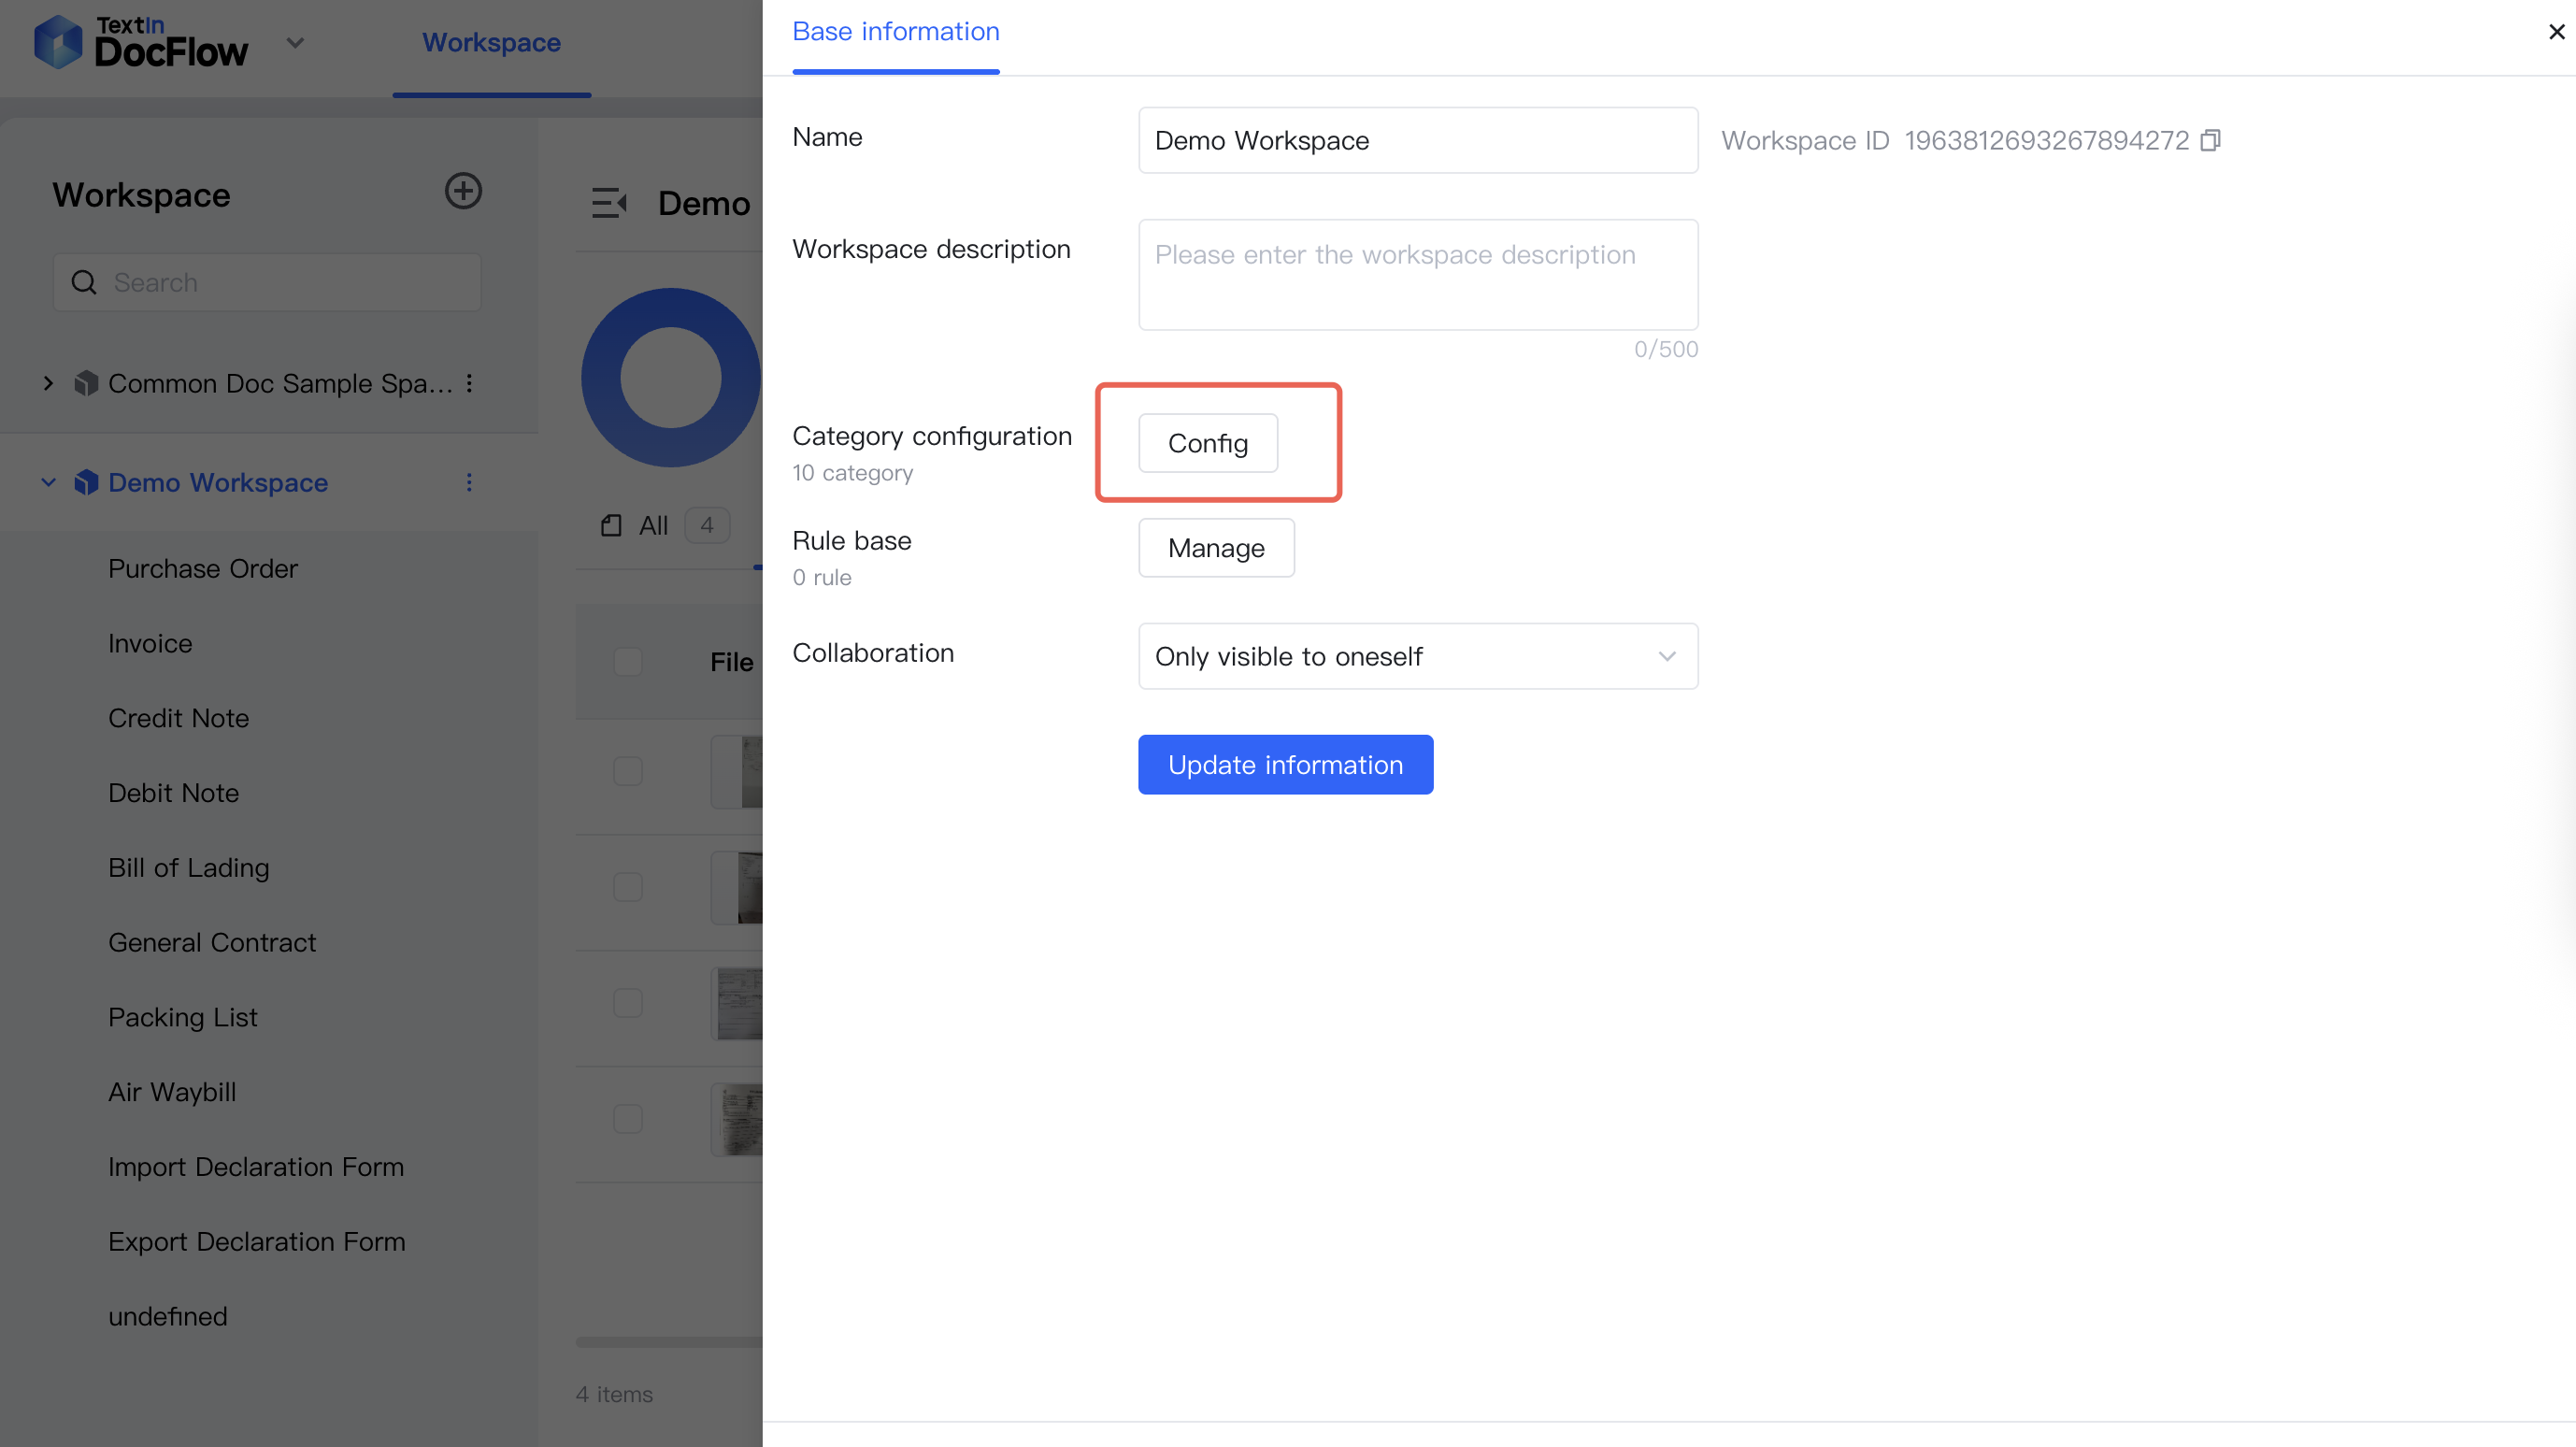 TextIn
DocFlow
Workspace
Workspace
Search
Common Doc Sample Spa...
Demo Workspace
Purchase Order
Invoice
Credit Note
Debit Note
Bill of Lading
General Contract
Packing List
Air Waybill
Import Declaration Form
Export Declaration Form
undefined
Demo
All 4
File
4 items
Base information
Name
Demo Workspace
Workspace ID 1963812693267894272
Workspace description
Please enter the workspace description
0/500
Category configuration
10 category
Config
Rule base
0 rule
Manage
Collaboration
Only visible to oneself
Update information